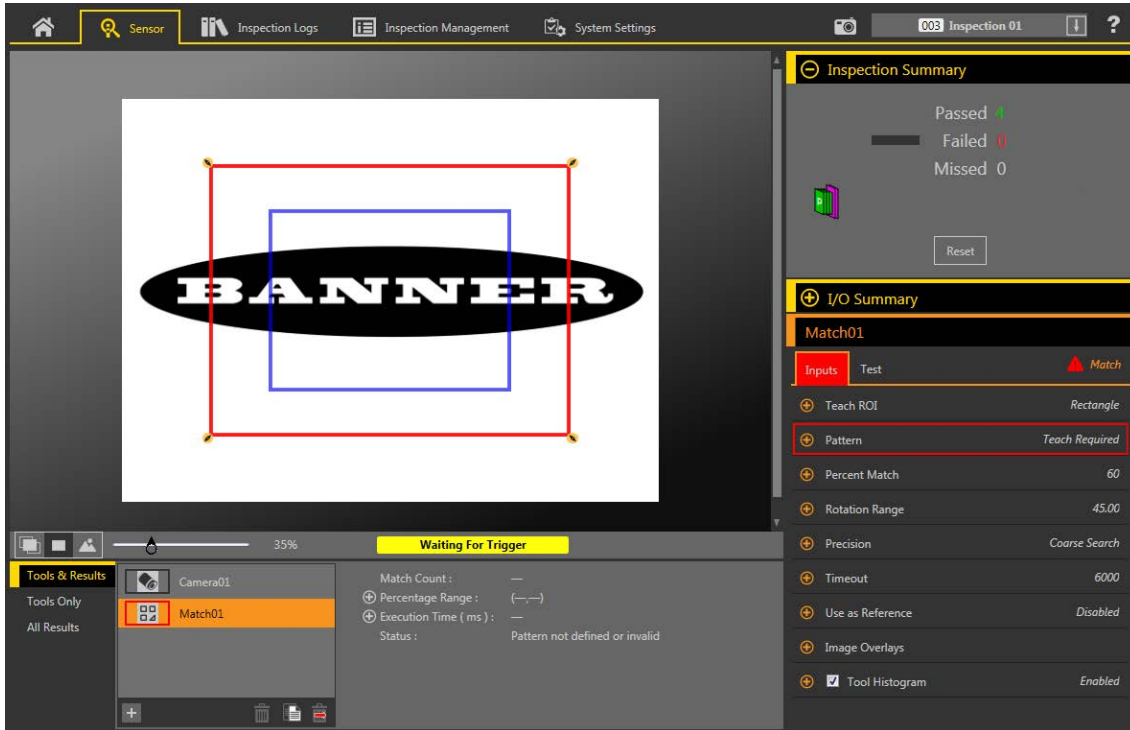 Sensor
Inspection Logs
Inspection Management
System Settings
003 Inspection 01
?
Inspection Summary
Passed 4
Failed 0
Missed 0
P
Reset
I/O Summary
Match01
Inputs Test Match
Teach ROI Rectangle
Pattern Teach Required
Percent Match 60
Rotation Range 45.00
Precision Coarse Search
Timeout 6000
Use as Reference Disabled
Image Overlays
Tool Histogram Enabled
BANNER
35%
Waiting For Trigger
Tools & Results
Tools Only
All Results
Camera01
Match01
Match Count : —
Percentage Range : (—,—)
Execution Time ( ms ) : —
Status : Pattern not defined or invalid